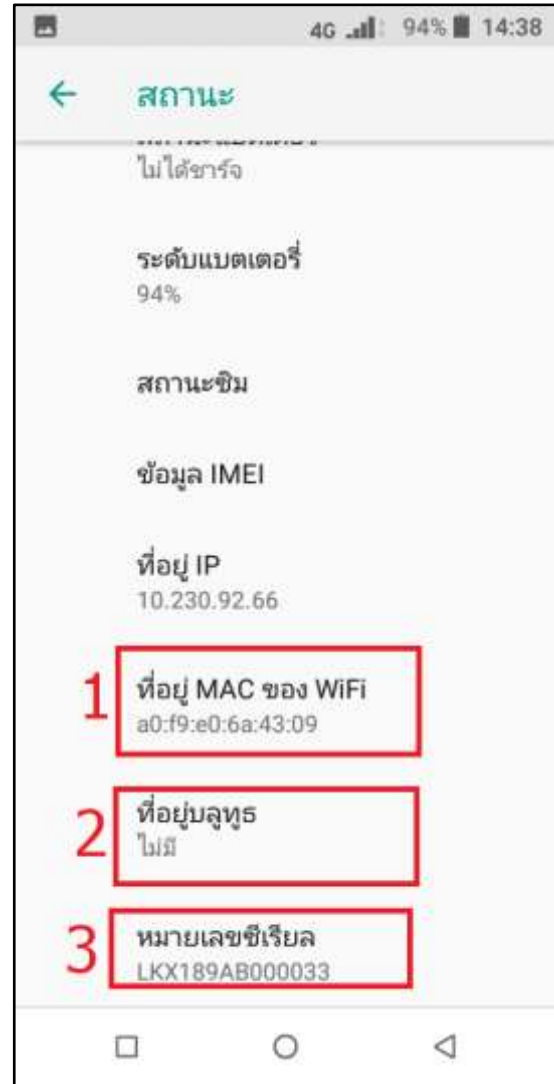 4G 94% 14:38
สถานะ
ไม่ได้ชาร์จ
ระดับแบตเตอรี่
94%
สถานะซิม
ข้อมูล IMEI
ที่อยู่ IP
10.230.92.66
1
ที่อยู่ MAC ของ WiFi
a0:f9:e0:6a:43:09
2
ที่อยู่บลูทูธ
ไม่มี
3
หมายเลขซีเรียล
LKX189AB000033